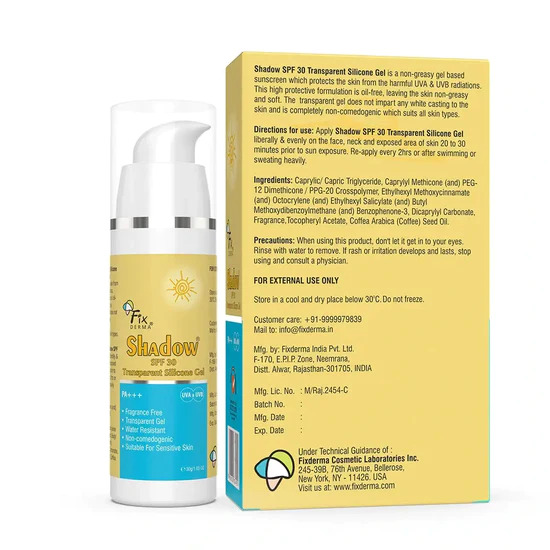 Fix
DERMA
Shadow
SPF 30
Transparent Silicone Gel
PA+++
UVA + UVB
• Fragrance Free
• Transparent Gel
• Water Resistant
• Non-comedogenic
• Suitable For Sensitive Skin
Shadow SPF 30 Transparent Silicone Gel is a non-greasy gel based
sunscreen which protects the skin from the harmful UVA & UVB radiations.
This high protective formulation is oil-free, leaving the skin non-greasy
and soft. The transparent gel does not impart any white casting to the
skin and is completely non-comedogenic which suits all skin types.
Directions for use: Apply Shadow SPF 30 Transparent Silicone Gel
liberally & evenly on the face, neck and exposed area of skin 20 to 30
minutes prior to sun exposure. Re-apply every 2hrs or after swimming or
sweating heavily.
Ingredients: Caprylic/ Capric Triglyceride, Caprylyl Methicone (and) PEG-
12 Dimethicone / PPG-20 Crosspolymer, Ethylhexyl Methoxycinnamate
(and) Octocrylene (and) Ethylhexyl Salicylate (and) Butyl
Methoxydibenzoylmethane (and) Benzophenone-3, Dicaprylyl Carbonate,
Fragrance,Tocopheryl Acetate, Coffea Arabica (Coffee) Seed Oil.
Precautions: When using this product, don't let it get in to your eyes.
Rinse with water to remove. If rash or irritation develops and lasts, stop
using and consult a physician.
FOR EXTERNAL USE ONLY
Store in a cool and dry place below 30°C. Do not freeze.
Customer care: +91-9999979839
Mail to: info@fixderma.in
Mfg. by: Fixderma India Pvt. Ltd.
F-170, E.P.I.P Zone, Neemrana,
Distt. Alwar, Rajasthan-301705, INDIA
Mfg. Lic. No. : M/Raj.2454-C
Batch No. :
Mfg. Date :
Exp. Date :
Under Technical Guidance of :
Fixderma Cosmetic Laboratories Inc.
245-39B, 76th Avenue, Bellerose,
New York, NY - 11426, USA
Visit us at: www.fixderma.com